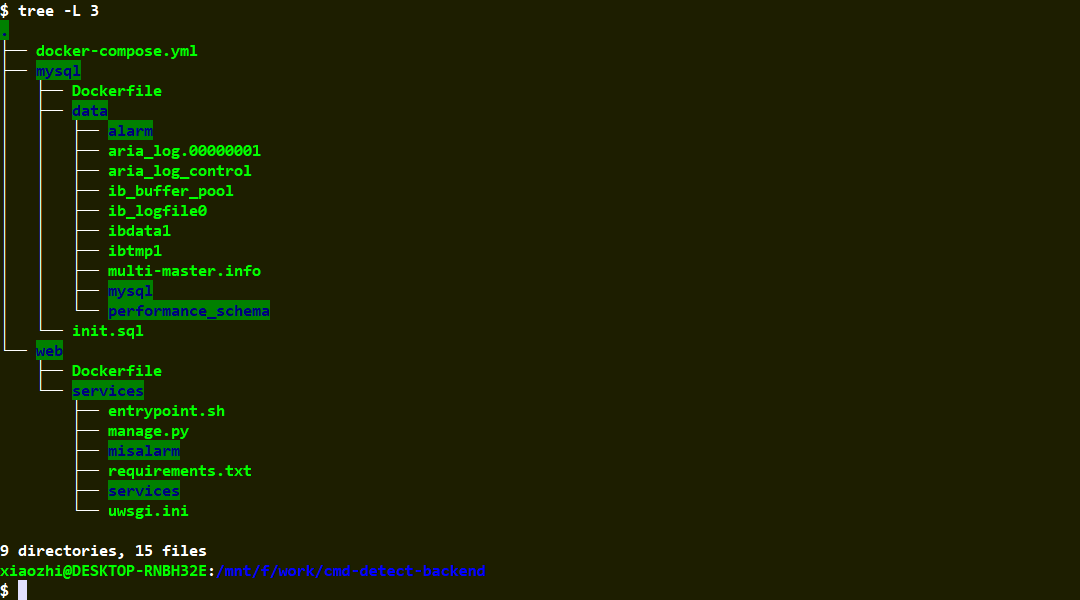 $ tree -L 3
.
├── docker-compose.yml
├── mysql
│   ├── Dockerfile
│   ├── data
│   │   ├── alarm
│   │   ├── aria_log.00000001
│   │   ├── aria_log_control
│   │   ├── ib_buffer_pool
│   │   ├── ib_logfile0
│   │   ├── ibdata1
│   │   ├── ibtmp1
│   │   ├── multi-master.info
│   │   ├── mysql
│   │   └── performance_schema
│   └── init.sql
└── web
    ├── Dockerfile
    └── services
        ├── entrypoint.sh
        ├── manage.py
        ├── misalarm
        ├── requirements.txt
        ├── services
        └── uwsgi.ini
9 directories, 15 files
xiaozhi@DESKTOP-RNBH32E:/mnt/f/work/cmd-detect-backend
$